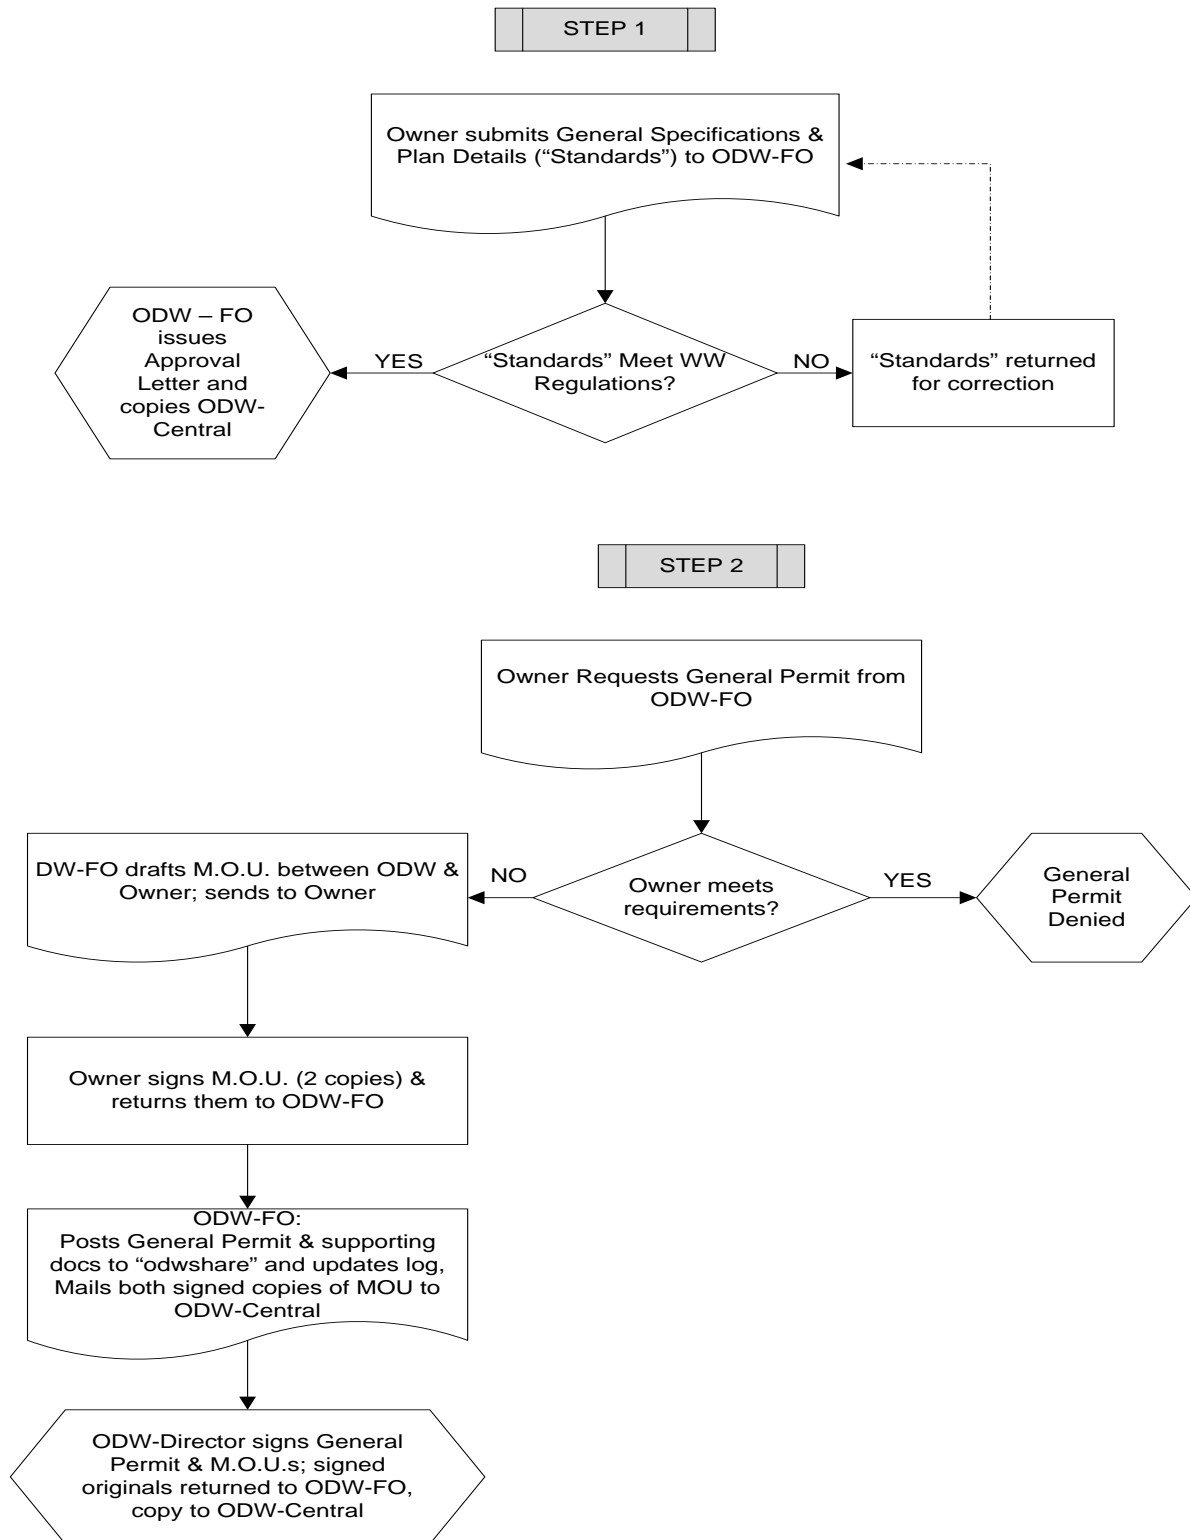 STEP 1
Owner submits General Specifications &
Plan Details (“Standards”) to ODW-FO
ODW – FO
issues
Approval
Letter and
copies ODW-
Central
YES
“Standards” Meet WW
Regulations?
NO
“Standards” returned
for correction
STEP 2
Owner Requests General Permit from
ODW-FO
DW-FO drafts M.O.U. between ODW &
Owner; sends to Owner
NO
Owner meets
requirements?
YES
General
Permit
Denied
Owner signs M.O.U. (2 copies) &
returns them to ODW-FO
ODW-FO:
Posts General Permit & supporting
docs to “odwshare” and updates log,
Mails both signed copies of MOU to
ODW-Central
ODW-Director signs General
Permit & M.O.U.s; signed
originals returned to ODW-FO,
copy to ODW-Central